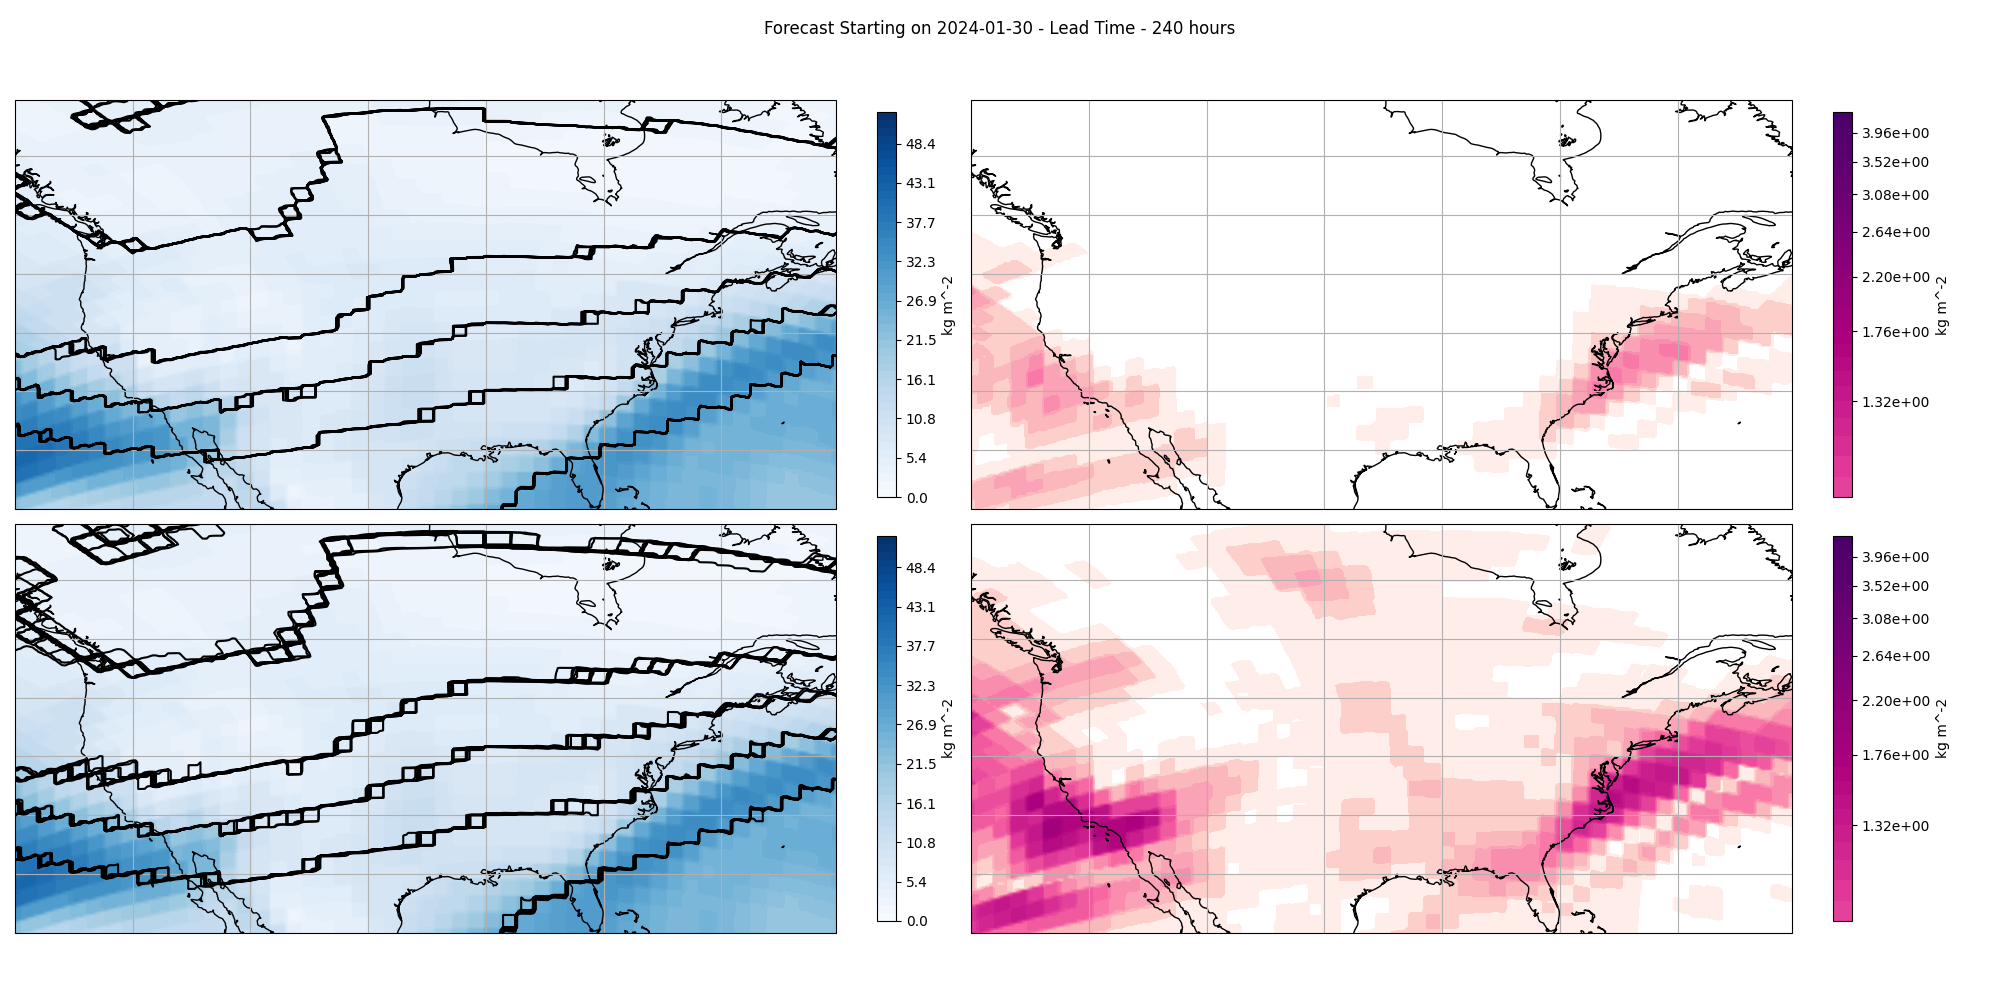 Forecast Starting on 2024-01-30 - Lead Time - 240 hours
48.4
43.1
37.7
32.3
26.9
21.5
16.1
10.8
5.4
0.0
kg m^-2
3.96e+00
3.52e+00
3.08e+00
2.64e+00
2.20e+00
1.76e+00
1.32e+00
kg m^-2
48.4
43.1
37.7
32.3
26.9
21.5
16.1
10.8
5.4
0.0
kg m^-2
3.96e+00
3.52e+00
3.08e+00
2.64e+00
2.20e+00
1.76e+00
1.32e+00
kg m^-2